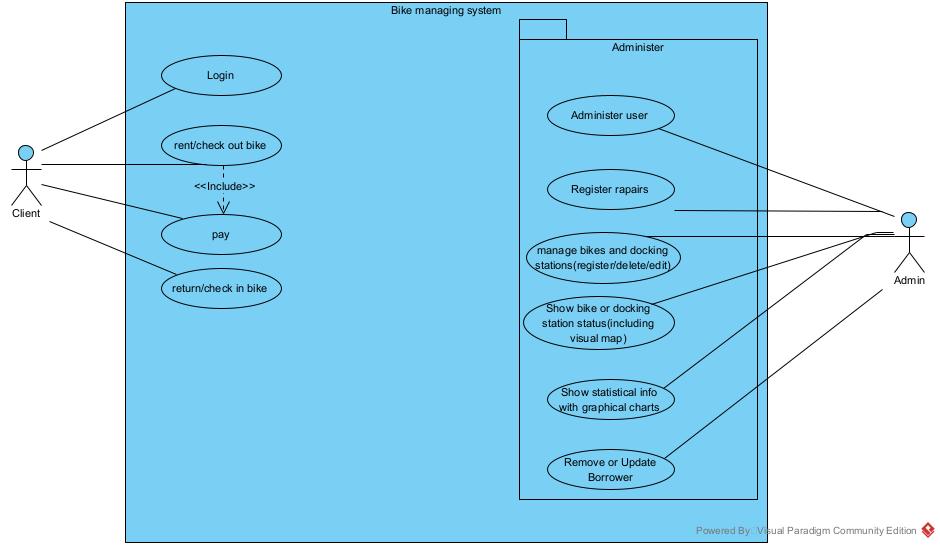 Bike managing system
Administer
Login
rent/check out bike
<<Include>>
pay
return/check in bike
Client
Administer user
Register rapairs
manage bikes and docking
stations(register/delete/edit)
Show bike or docking
station status(including
visual map)
Show statistical info
with graphical charts
Remove or Update
Borrower
Admin
Powered By Visual Paradigm Community Edition